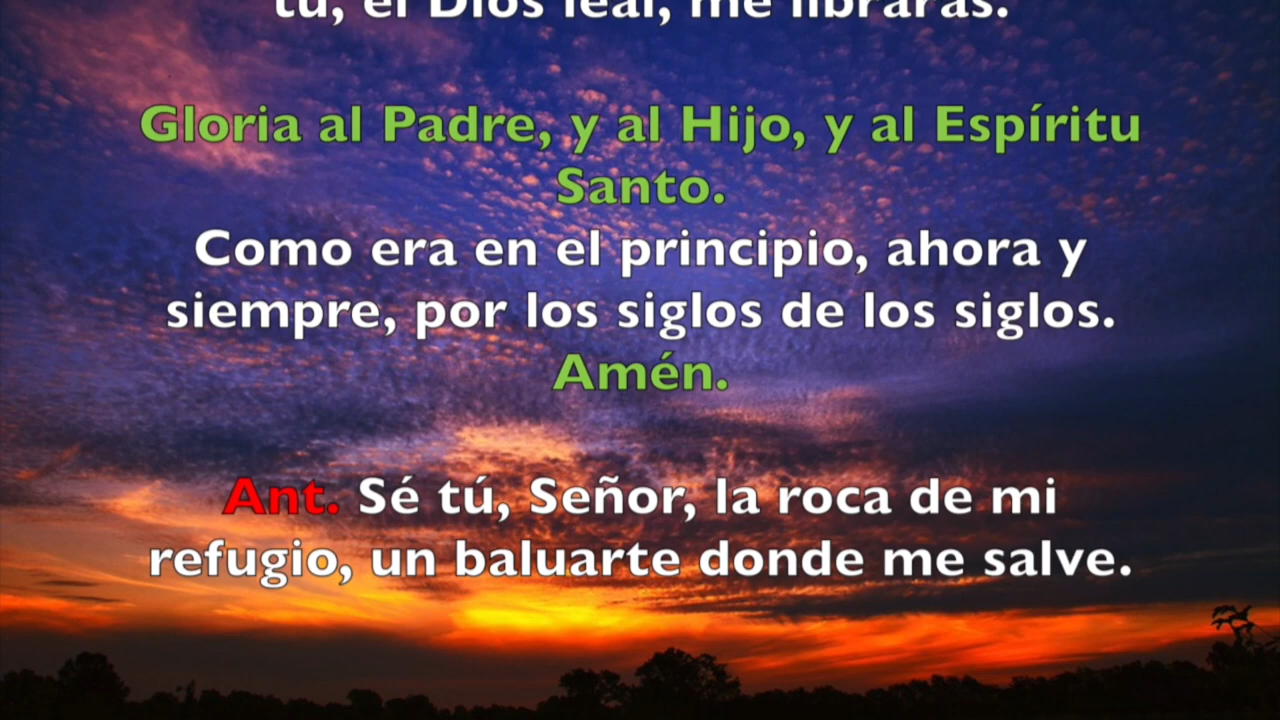 tú, el Dios leal, me librarás.
Gloria al Padre, y al Hijo, y al Espíritu
Santo.
Como era en el principio, ahora y
siempre, por los siglos de los siglos.
Amén.
Ant. Sé tú, Señor, la roca de mi
refugio, un baluarte donde me salve.